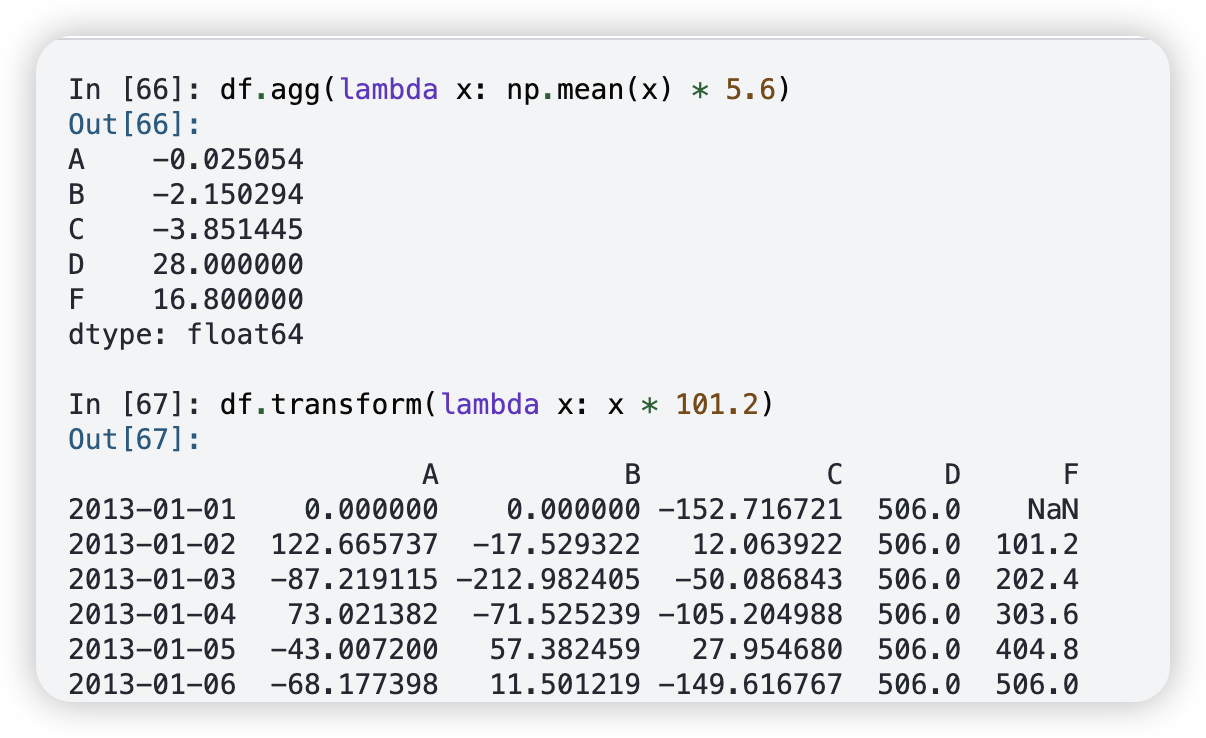 In [66]: df.agg(lambda x: np.mean(x) * 5.6)
Out[66]:
A    -0.025054
B    -2.150294
C    -3.851445
D    28.000000
F    16.800000
dtype: float64

In [67]: df.transform(lambda x: x * 101.2)
Out[67]:
                     A           B           C      D      F
2013-01-01    0.000000    0.000000 -152.716721  506.0    NaN
2013-01-02  122.665737  -17.529322   12.063922  506.0  101.2
2013-01-03  -87.219115 -212.982405  -50.086843  506.0  202.4
2013-01-04   73.021382  -71.525239 -105.204988  506.0  303.6
2013-01-05  -43.007200   57.382459   27.954680  506.0  404.8
2013-01-06  -68.177398   11.501219 -149.616767  506.0  506.0